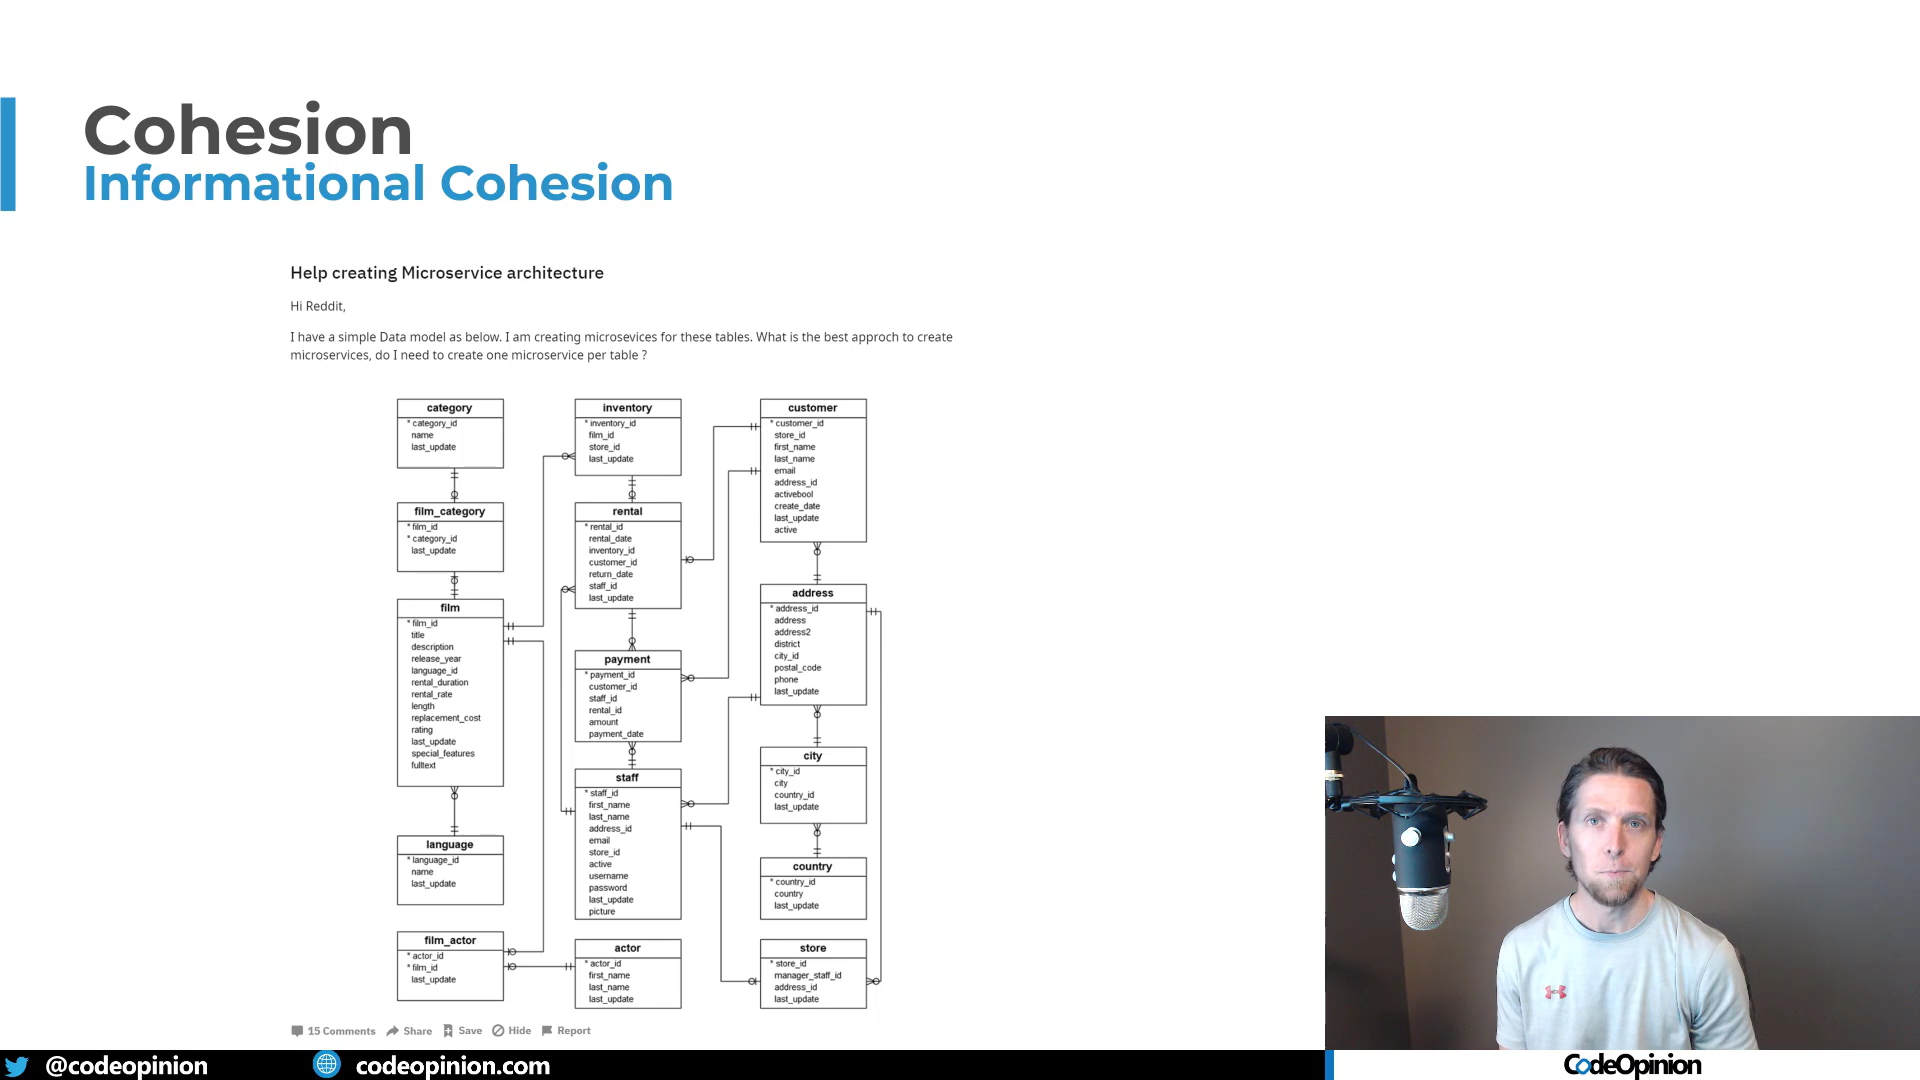 Cohesion
Informational Cohesion
Help creating Microservice architecture
Hi Reddit,
I have a simple Data model as below. I am creating microsevices for these tables. What is the best approch to create
microservices, do I need to create one microservice per table ?
category
* category_id
name
last_update
film_category
* film_id
* category_id
last_update
film
* film_id
title
description
release_year
language_id
rental_duration
rental_rate
length
replacement_cost
rating
last_update
special_features
fulltext
language
* language_id
name
last_update
film_actor
* actor_id
* film_id
last_update
inventory
* inventory_id
film_id
store_id
last_update
rental
* rental_id
rental_date
inventory_id
customer_id
return_date
staff_id
last_update
payment
* payment_id
customer_id
staff_id
rental_id
amount
payment_date
staff
* staff_id
first_name
last_name
address_id
email
store_id
active
username
password
last_update
picture
actor
* actor_id
first_name
last_name
last_update
customer
* customer_id
store_id
first_name
last_name
email
address_id
activebool
create_date
last_update
active
address
* address_id
address
address2
district
city_id
postal_code
phone
last_update
city
* city_id
city
country_id
last_update
country
* country_id
country
last_update
store
* store_id
manager_staff_id
address_id
last_update
15 Comments Share Save Hide Report
@codeopinion codeopinion.com CodeOpinion